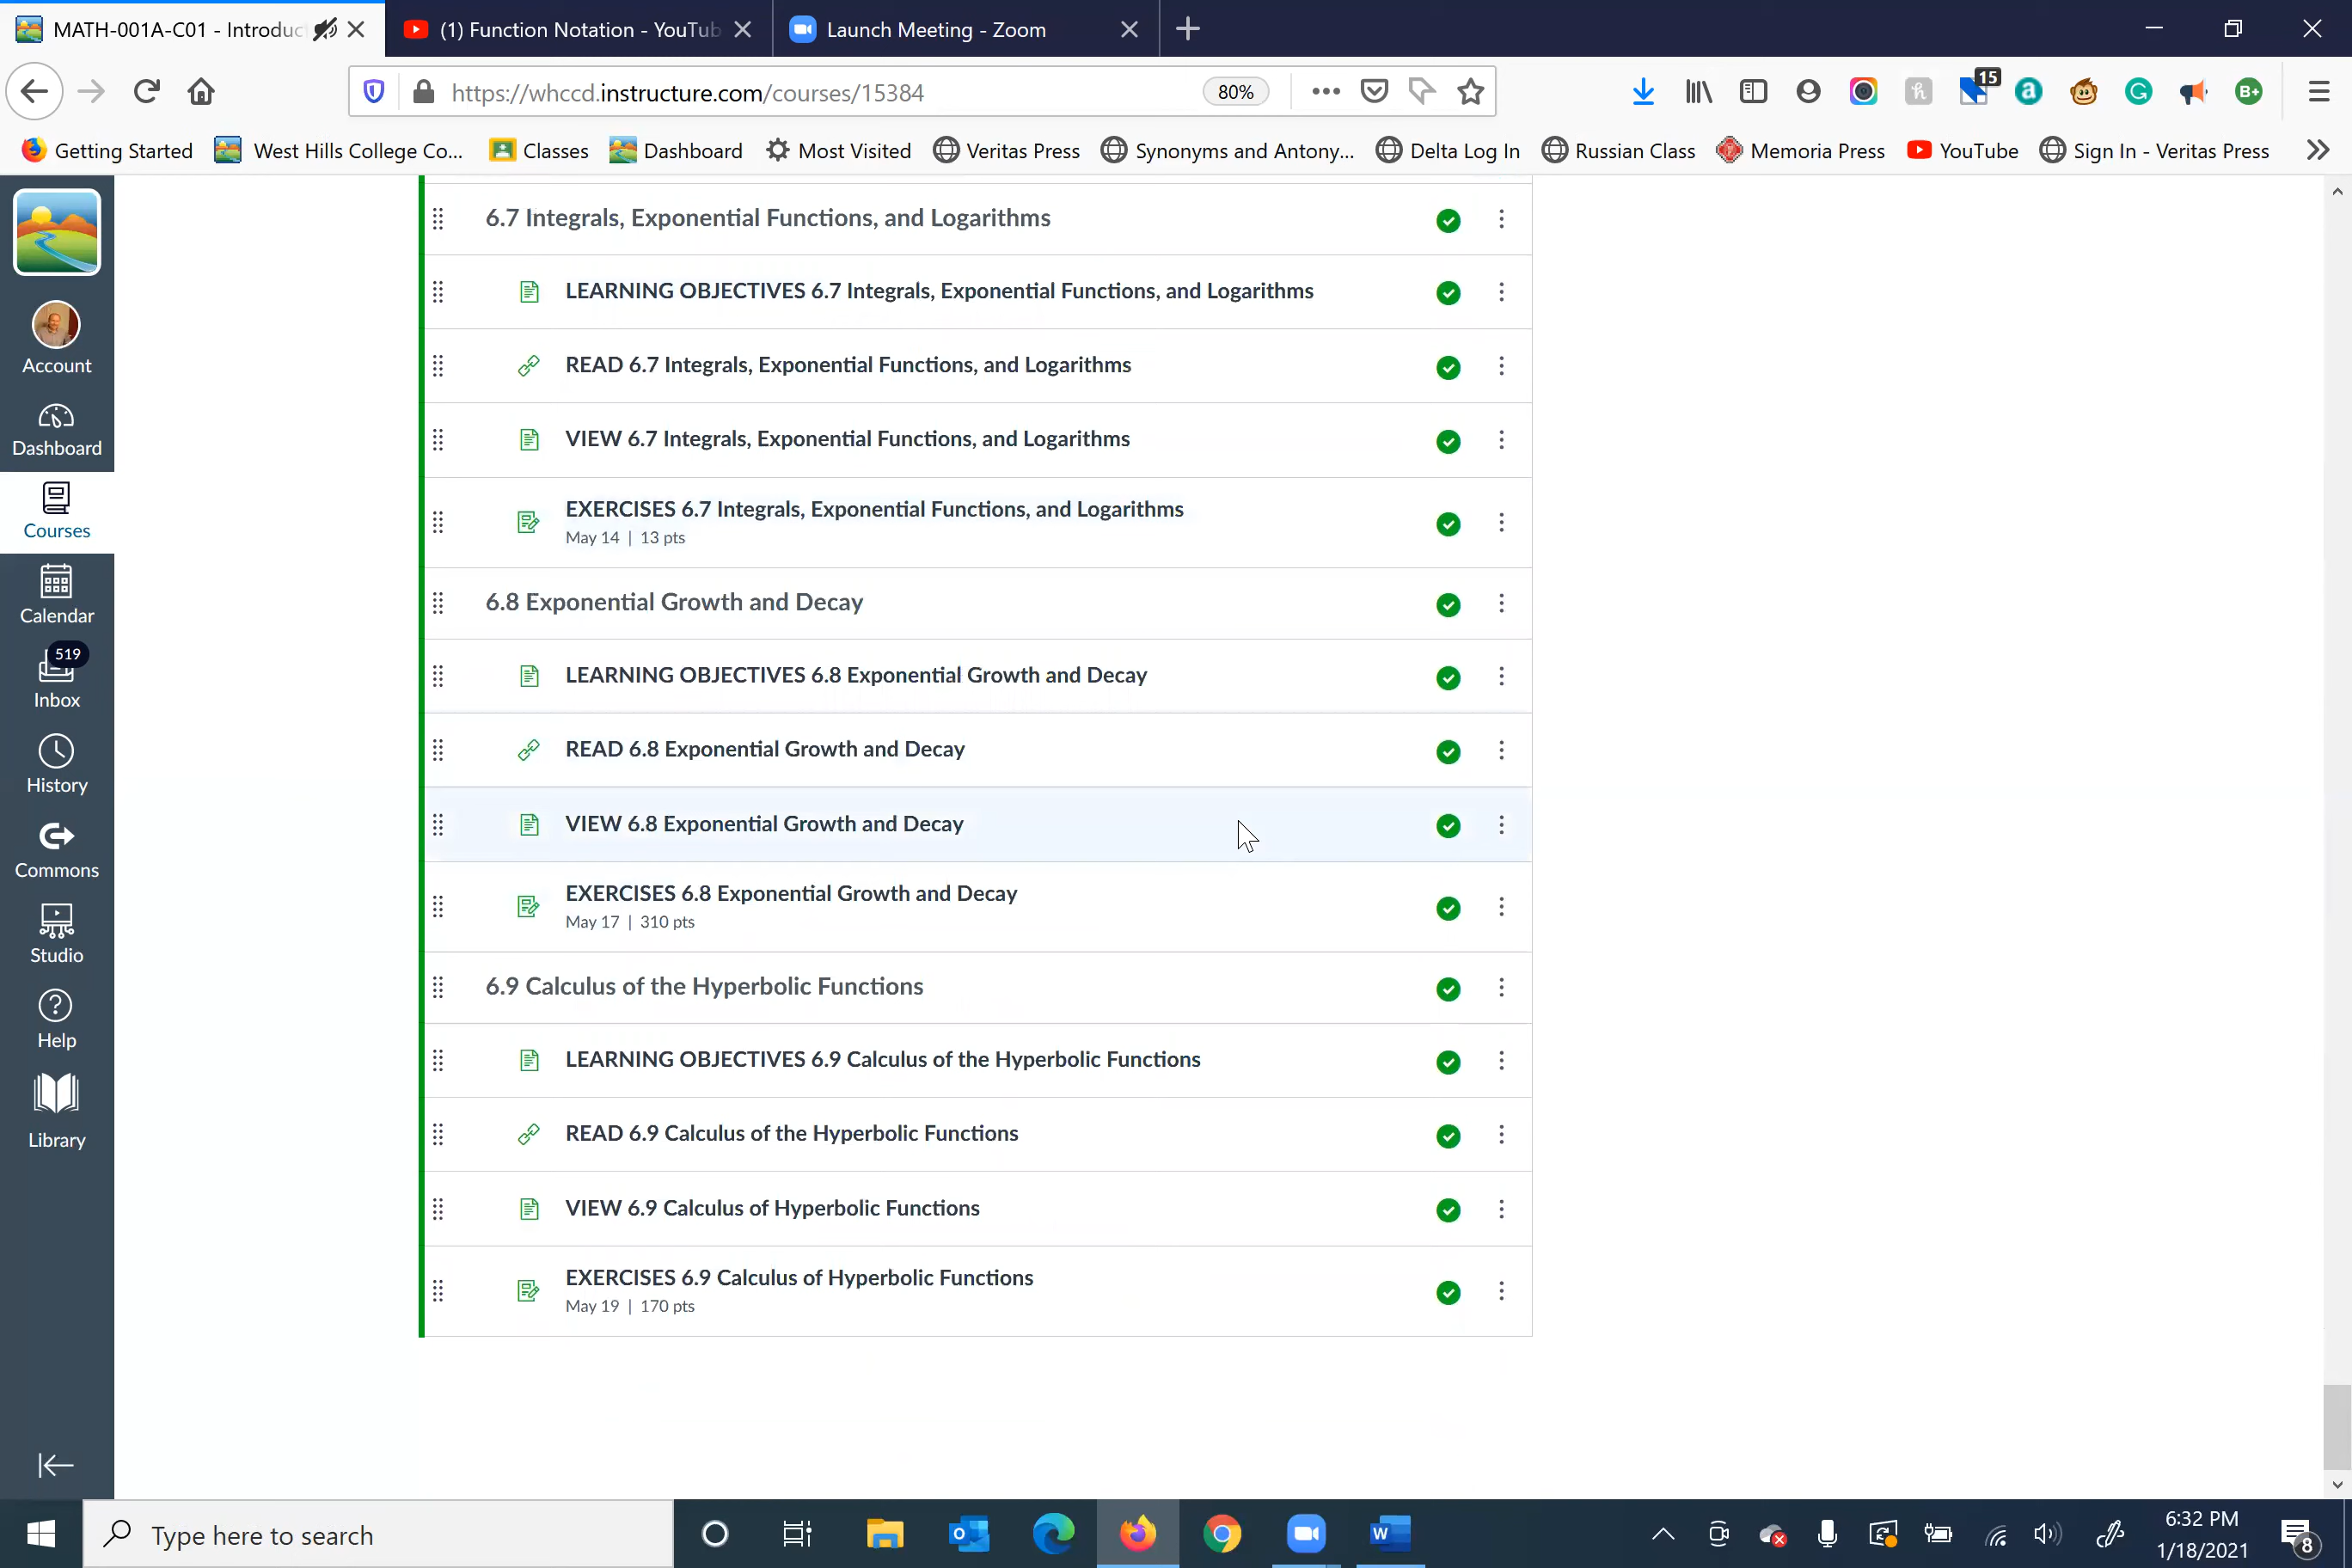 MATH-001A-C01 - Introduc
(1) Function Notation - YouTub
Launch Meeting - Zoom
https://whccd.instructure.com/courses/15384
80%
15
Getting Started
West Hills College Co...
Classes
Dashboard
Most Visited
Veritas Press
Synonyms and Antony...
Delta Log In
Russian Class
Memoria Press
YouTube
Sign In - Veritas Press
Account
Dashboard
Courses
Calendar
519
Inbox
History
Commons
Studio
Help
Library
6.7 Integrals, Exponential Functions, and Logarithms
LEARNING OBJECTIVES 6.7 Integrals, Exponential Functions, and Logarithms
READ 6.7 Integrals, Exponential Functions, and Logarithms
VIEW 6.7 Integrals, Exponential Functions, and Logarithms
EXERCISES 6.7 Integrals, Exponential Functions, and Logarithms
May 14 | 13 pts
6.8 Exponential Growth and Decay
LEARNING OBJECTIVES 6.8 Exponential Growth and Decay
READ 6.8 Exponential Growth and Decay
VIEW 6.8 Exponential Growth and Decay
EXERCISES 6.8 Exponential Growth and Decay
May 17 | 310 pts
6.9 Calculus of the Hyperbolic Functions
LEARNING OBJECTIVES 6.9 Calculus of the Hyperbolic Functions
READ 6.9 Calculus of the Hyperbolic Functions
VIEW 6.9 Calculus of Hyperbolic Functions
EXERCISES 6.9 Calculus of Hyperbolic Functions
May 19 | 170 pts
Type here to search
6:32 PM
1/18/2021
8